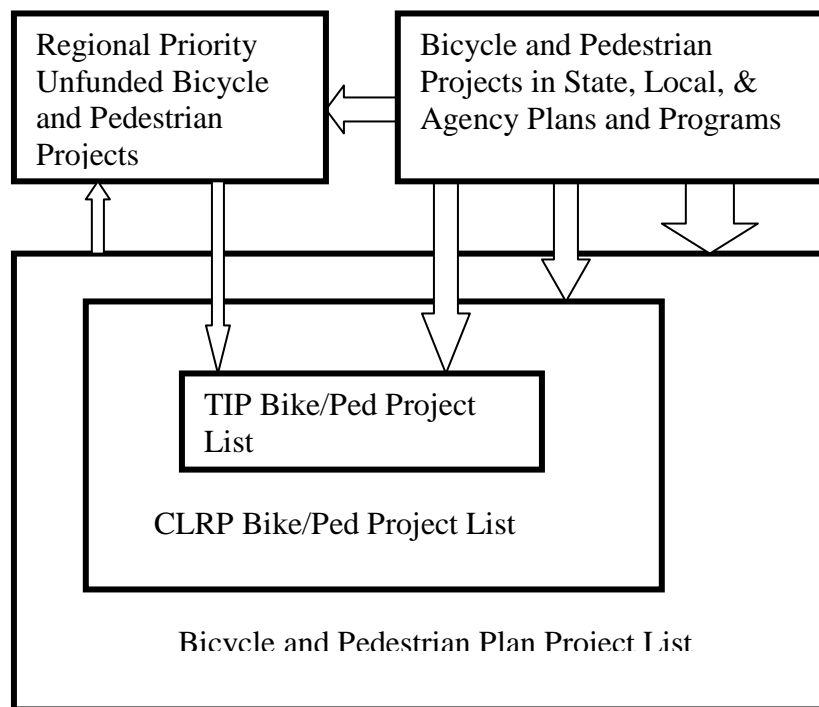 Regional Priority
Unfunded Bicycle
and Pedestrian
Projects
Bicycle and Pedestrian
Projects in State, Local, &
Agency Plans and Programs
TIP Bike/Ped Project
List
CLRP Bike/Ped Project List
Bicycle and Pedestrian Plan Project List